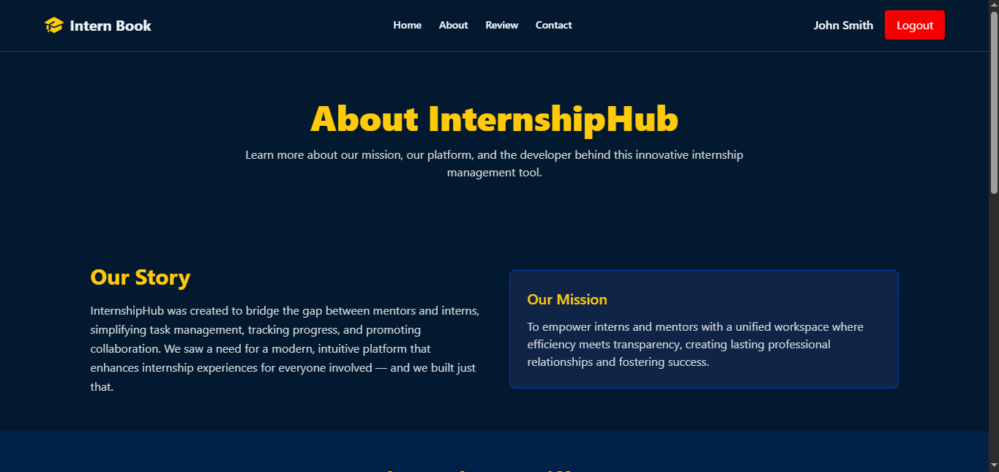 Intern Book
Home
About
Review
Contact
John Smith
Logout
About InternshipHub
Learn more about our mission, our platform, and the developer behind this innovative internship
management tool.
Our Story
InternshipHub was created to bridge the gap between mentors and interns,
simplifying task management, tracking progress, and promoting
collaboration. We saw a need for a modern, intuitive platform that
enhances internship experiences for everyone involved — and we built just
that.
Our Mission
To empower interns and mentors with a unified workspace where
efficiency meets transparency, creating lasting professional
relationships and fostering success.